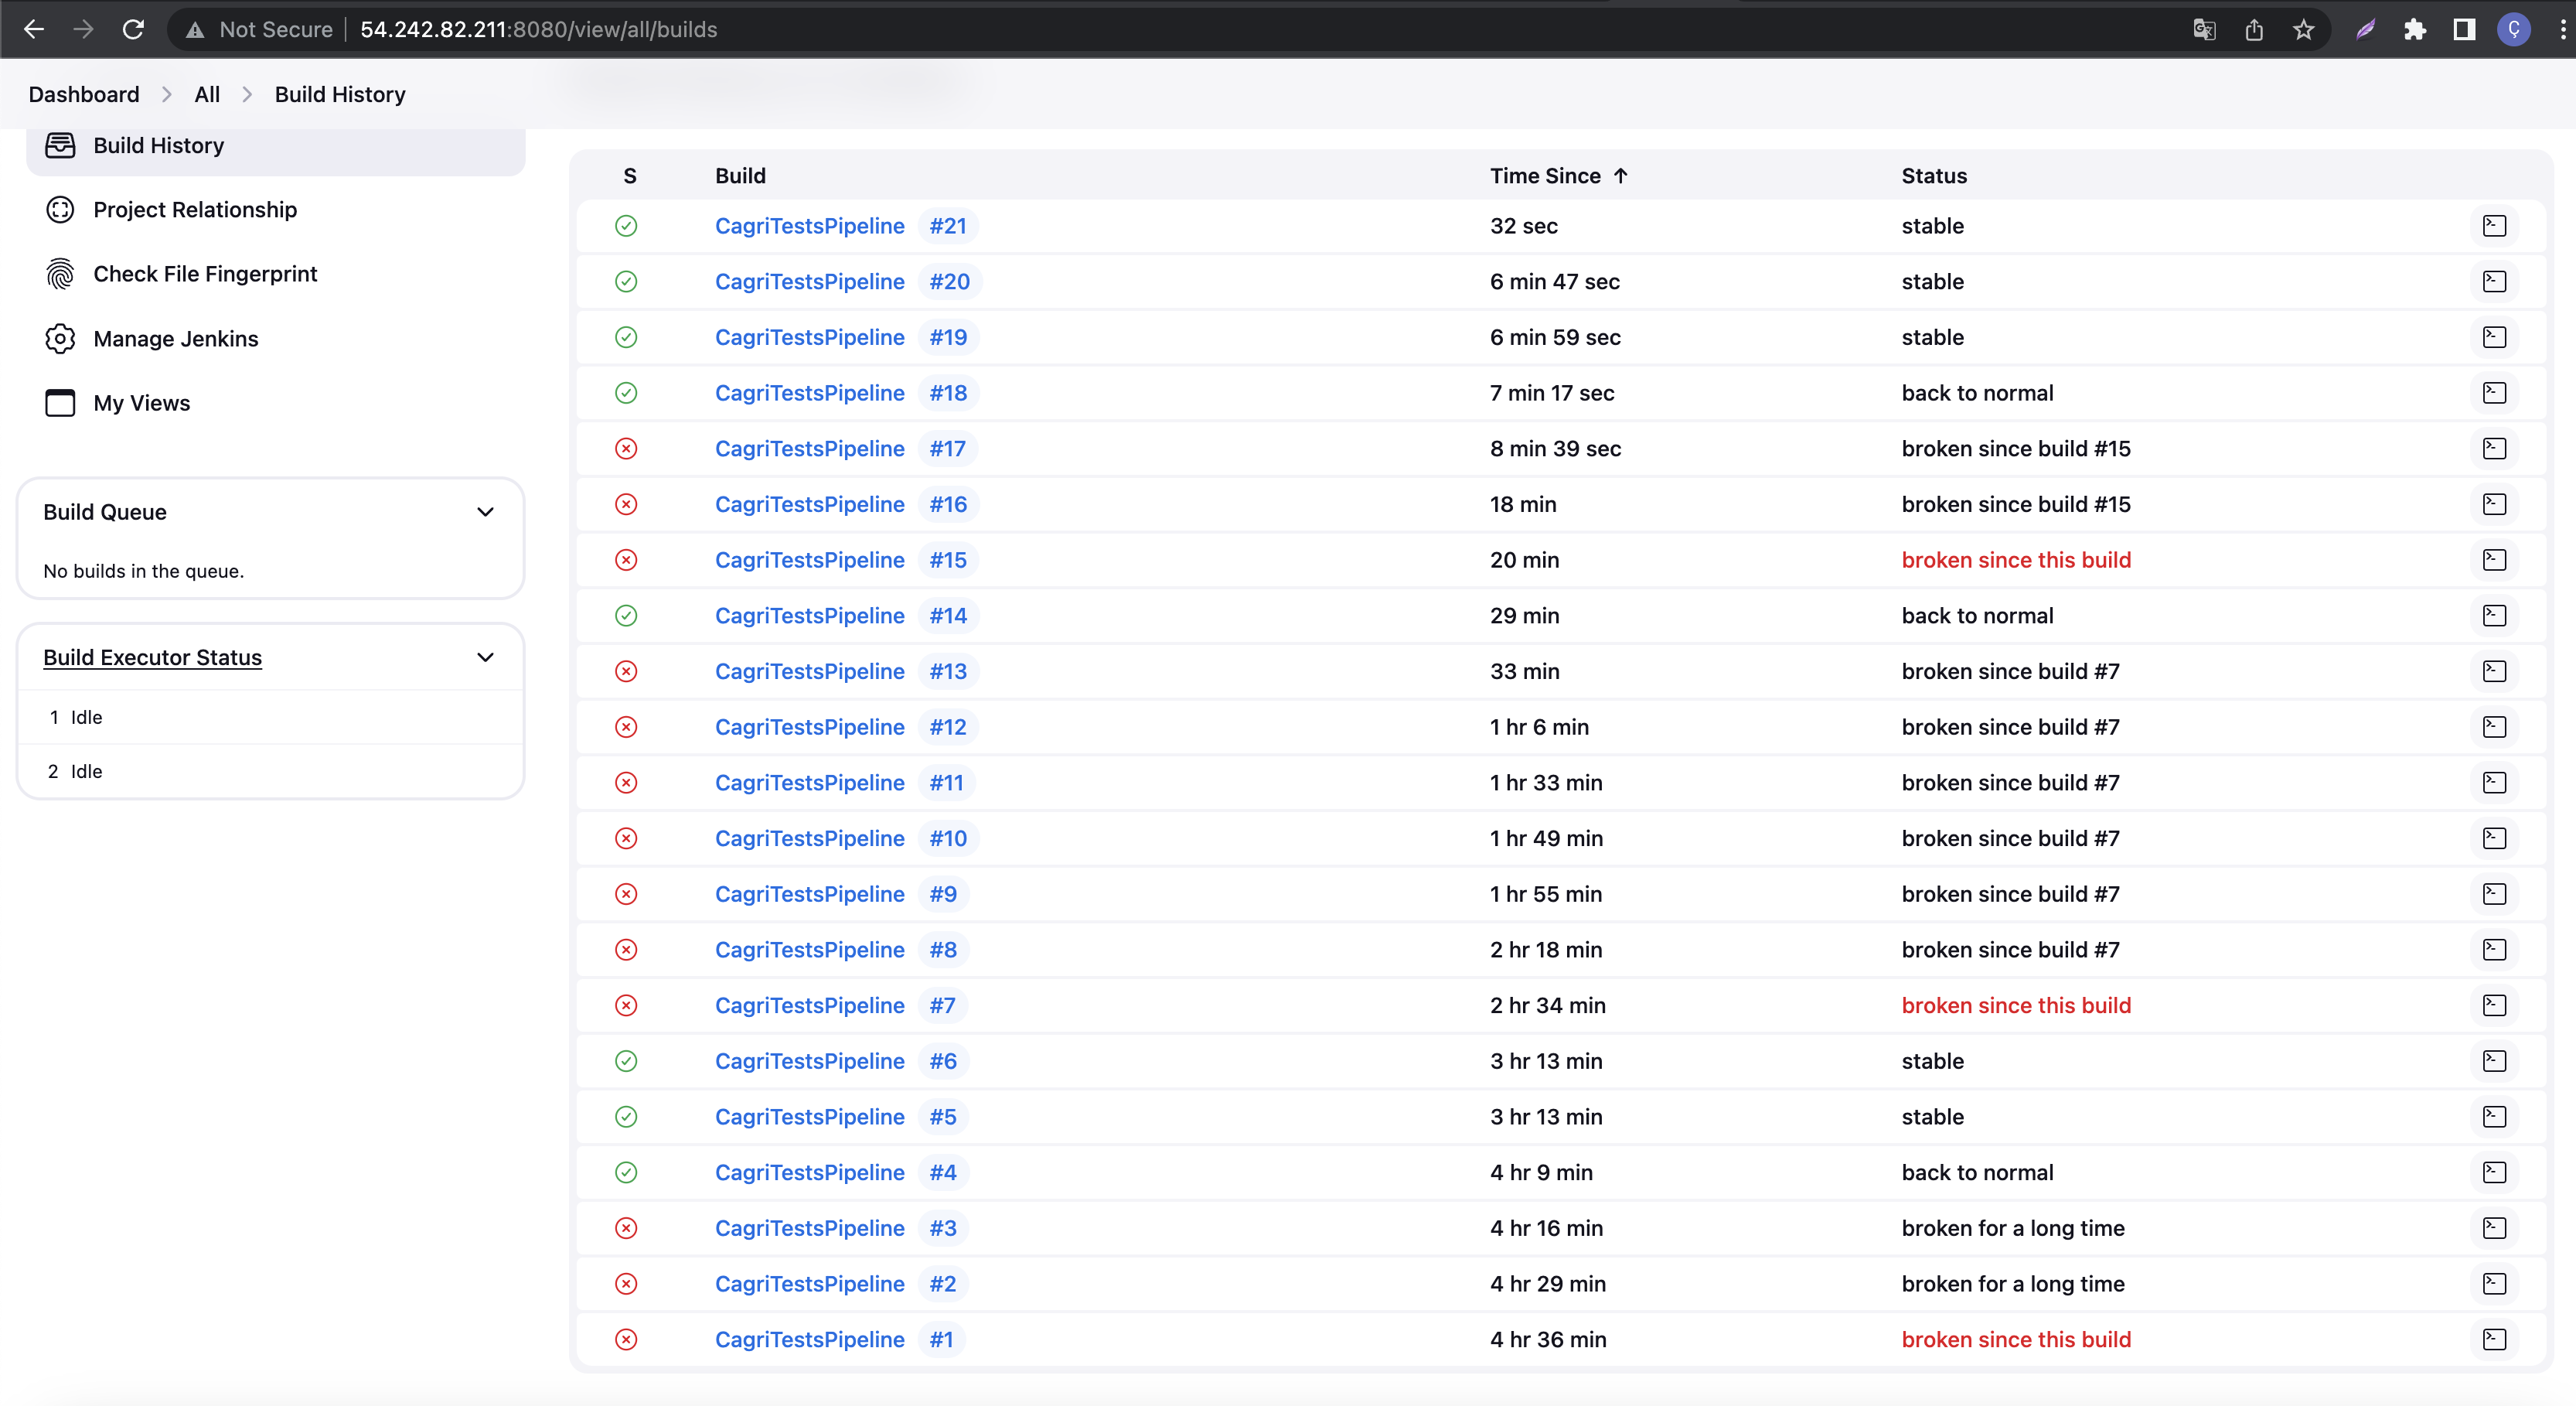 Not Secure 54.242.82.211:8080/view/all/builds
Ç
Dashboard All Build History
Build History
Project Relationship
Check File Fingerprint
Manage Jenkins
My Views
Build Queue
No builds in the queue.
Build Executor Status
1 Idle
2 Idle
S Build Time Since ↑ Status
CagriTestsPipeline #21 32 sec stable
CagriTestsPipeline #20 6 min 47 sec stable
CagriTestsPipeline #19 6 min 59 sec stable
CagriTestsPipeline #18 7 min 17 sec back to normal
CagriTestsPipeline #17 8 min 39 sec broken since build #15
CagriTestsPipeline #16 18 min broken since build #15
CagriTestsPipeline #15 20 min broken since this build
CagriTestsPipeline #14 29 min back to normal
CagriTestsPipeline #13 33 min broken since build #7
CagriTestsPipeline #12 1 hr 6 min broken since build #7
CagriTestsPipeline #11 1 hr 33 min broken since build #7
CagriTestsPipeline #10 1 hr 49 min broken since build #7
CagriTestsPipeline #9 1 hr 55 min broken since build #7
CagriTestsPipeline #8 2 hr 18 min broken since build #7
CagriTestsPipeline #7 2 hr 34 min broken since this build
CagriTestsPipeline #6 3 hr 13 min stable
CagriTestsPipeline #5 3 hr 13 min stable
CagriTestsPipeline #4 4 hr 9 min back to normal
CagriTestsPipeline #3 4 hr 16 min broken for a long time
CagriTestsPipeline #2 4 hr 29 min broken for a long time
CagriTestsPipeline #1 4 hr 36 min broken since this build